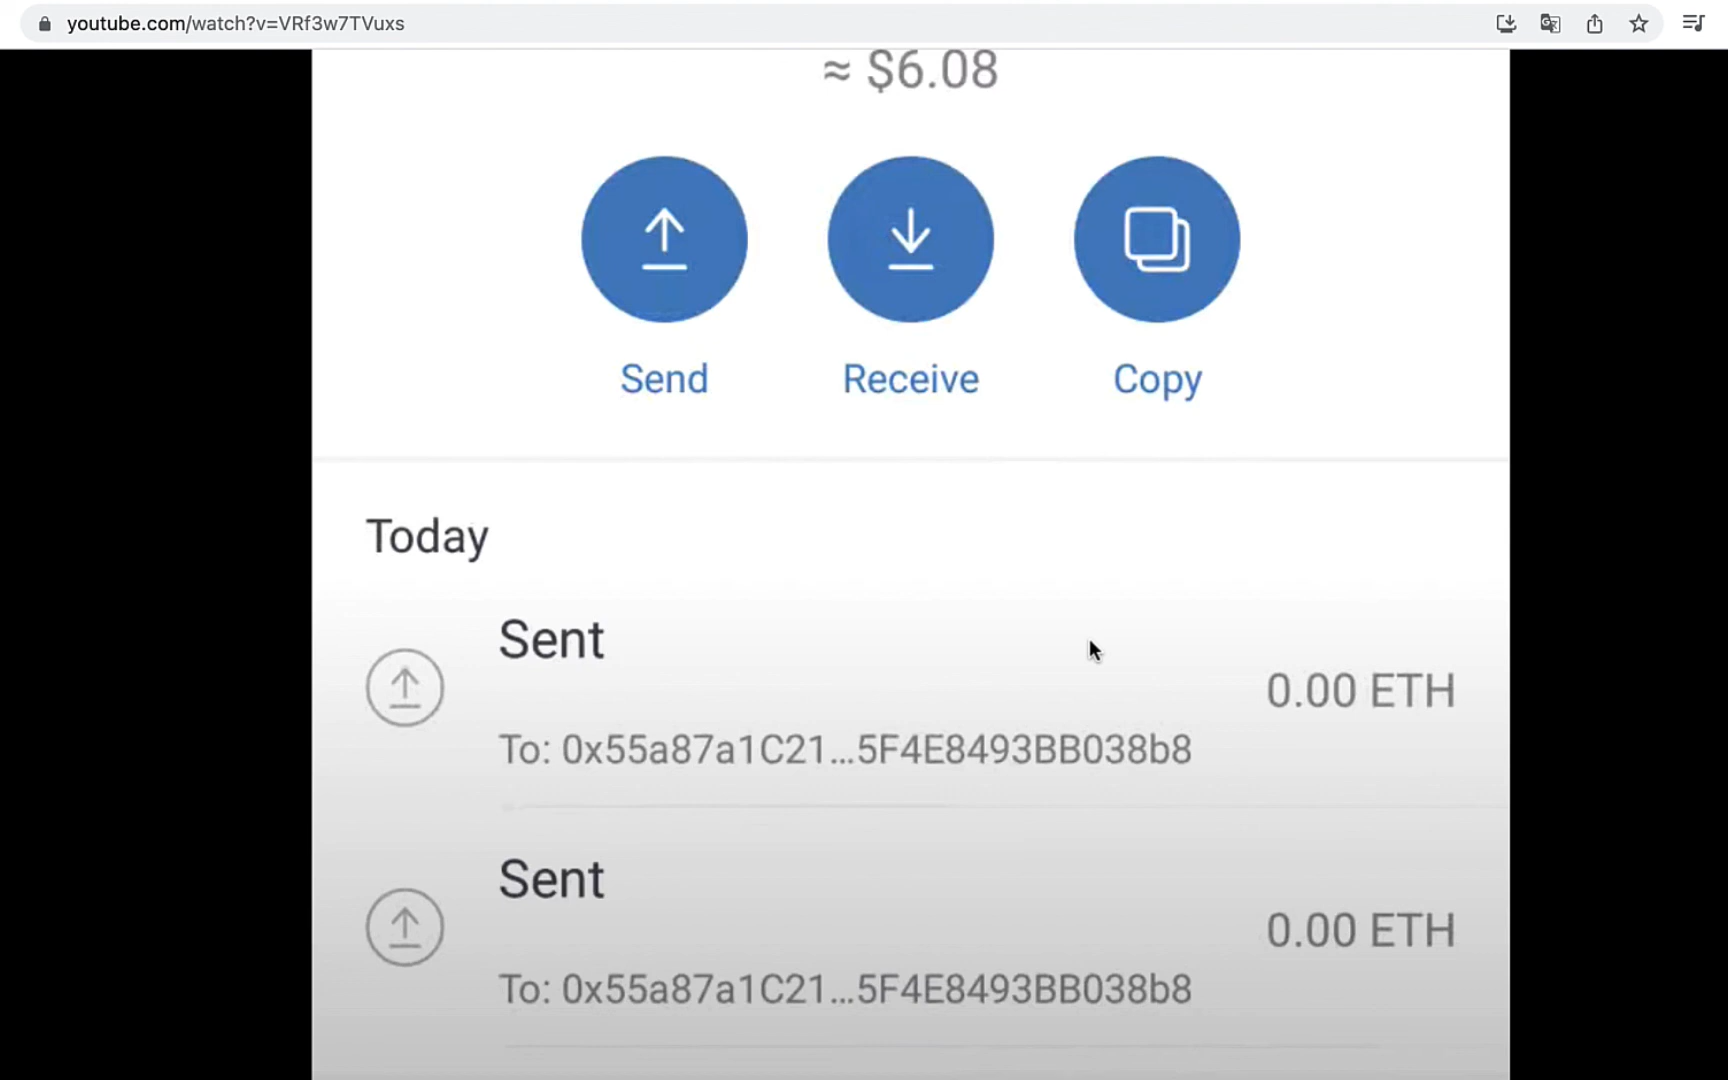 youtube.com/watch?v=VRf3w7TVuxs
≈ $6.08
Send Receive Copy
Today
Sent
0.00 ETH
To: 0x55a87a1C21...5F4E8493BB038b8
Sent
0.00 ETH
To: 0x55a87a1C21...5F4E8493BB038b8